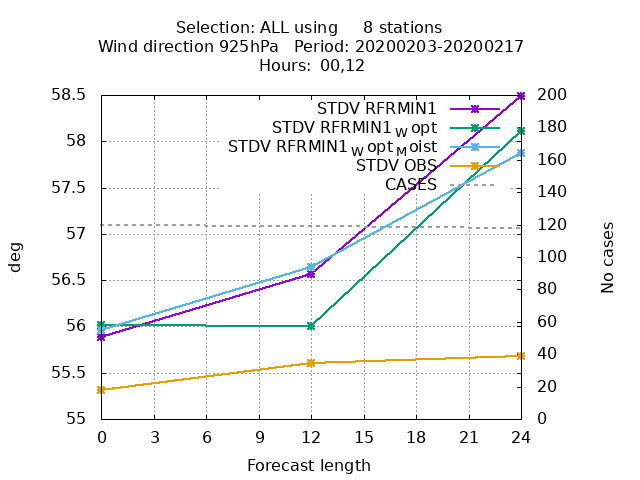 Selection: ALL using 8 stations
Wind direction 925hPa Period: 20200203-20200217
Hours: 00,12
58.5
58
57.5
57
56.5
56
55.5
55
deg
STDV RFRMIN1
STDV RFRMIN1 W opt
STDV RFRMIN1 W opt M oist
STDV OBS
CASES
200
180
160
140
120
100
80
60
40
20
0
No cases
0 3 6 9 12 15 18 21 24
Forecast length